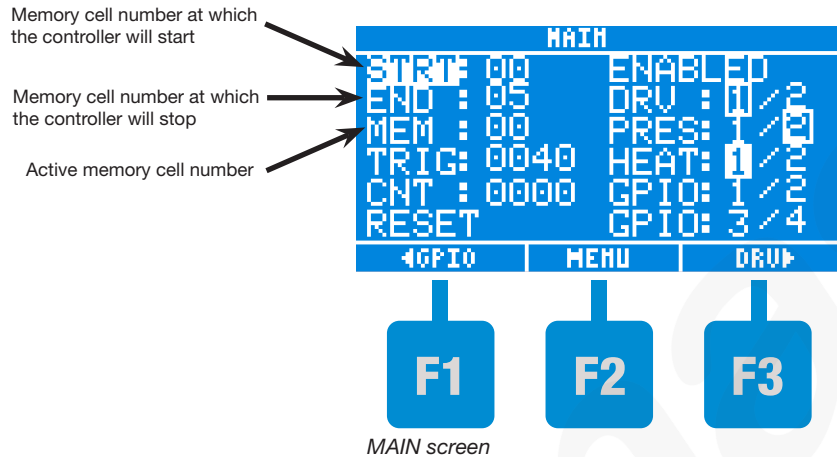 Memory cell number at which
the controller will start
Memory cell number at which
the controller will stop
Active memory cell number
MAIN
STRT: 00 ENABLED
END : 05 DRV : 1/2
MEM : 00 PRES: 1/2
TRIG: 0040 HEAT: 1/2
CNT : 0000 GPIO: 1/2
RESET GPIO: 3/4
◀GPIO MENU DRV▶
F1 F2 F3
MAIN screen